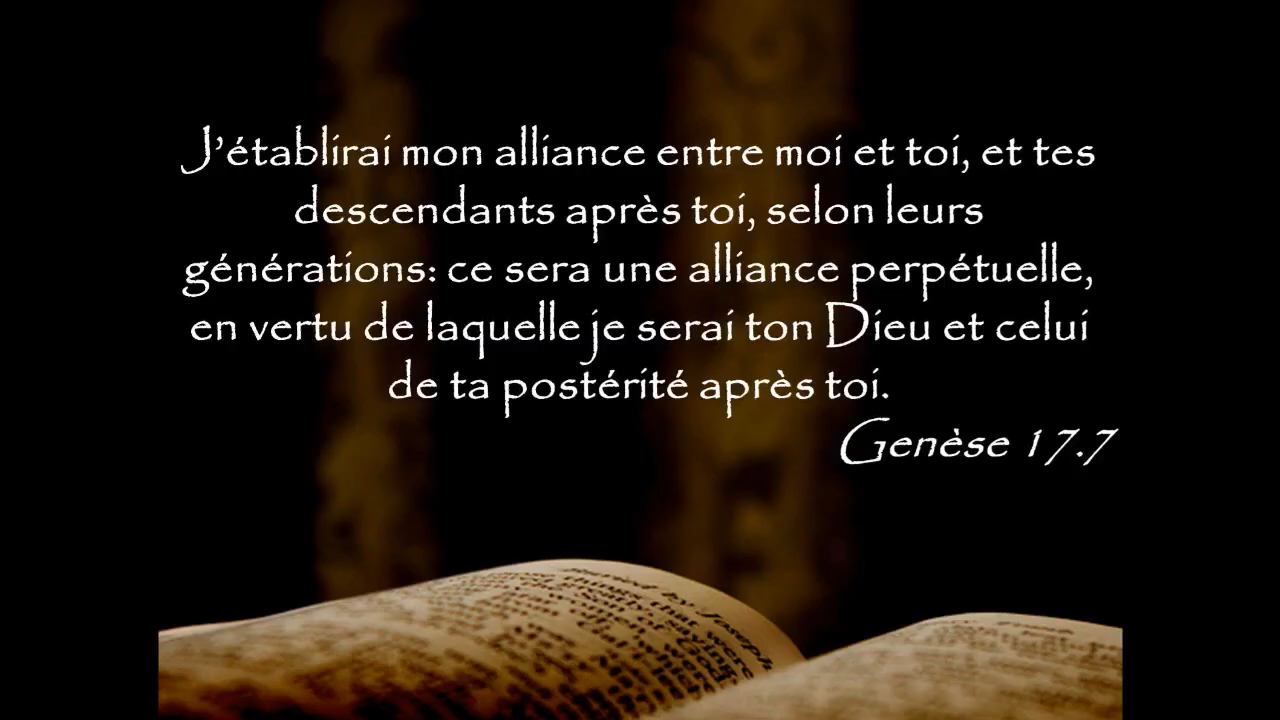 J’établirai mon alliance entre moi et toi, et tes
descendants après toi, selon leurs
générations: ce sera une alliance perpétuelle,
en vertu de laquelle je serai ton Dieu et celui
de ta postérité après toi.
Genèse 17.7